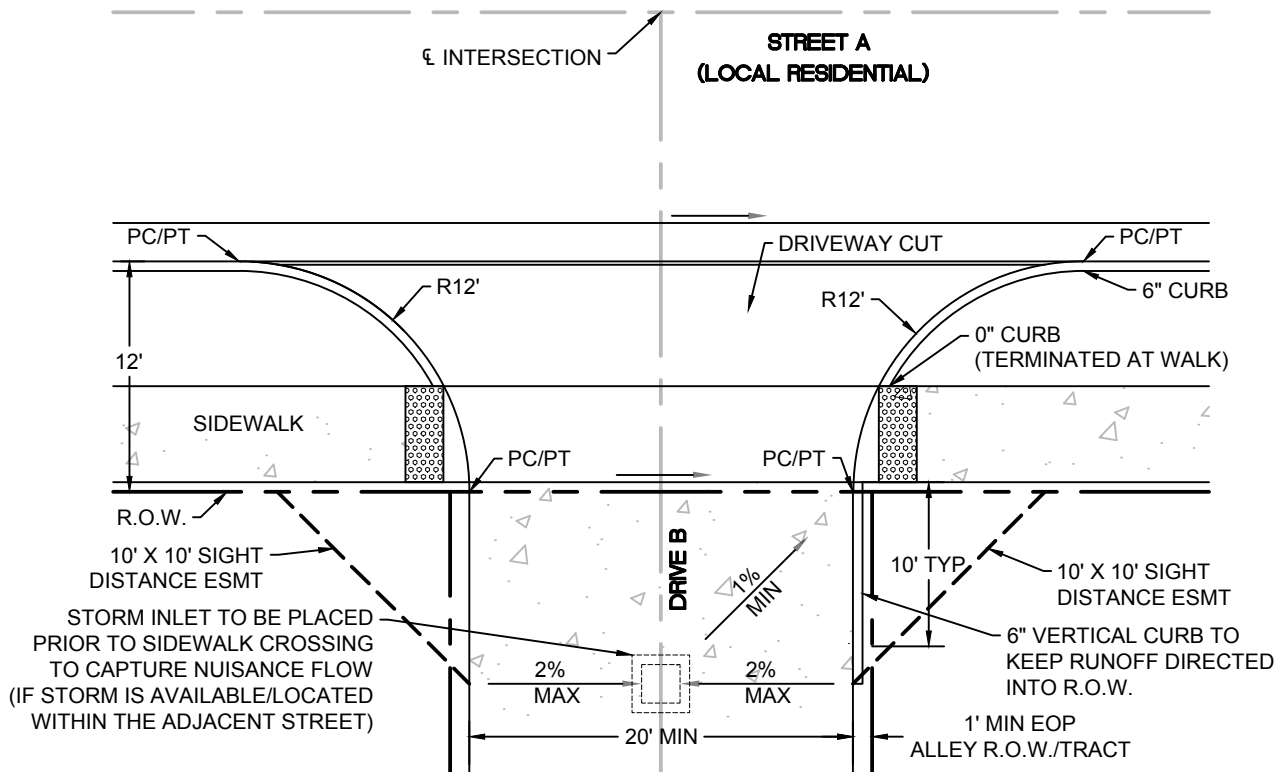 ℄ INTERSECTION
STREET A
(LOCAL RESIDENTIAL)
PC/PT
DRIVEWAY CUT
PC/PT
R12'
R12'
6" CURB
0" CURB
(TERMINATED AT WALK)
12'
SIDEWALK
PC/PT
PC/PT
R.O.W.
10' X 10' SIGHT
DISTANCE ESMT
DRIVE B
1%
MIN
10' TYP
10' X 10' SIGHT
DISTANCE ESMT
STORM INLET TO BE PLACED
PRIOR TO SIDEWALK CROSSING
TO CAPTURE NUISANCE FLOW
(IF STORM IS AVAILABLE/LOCATED
WITHIN THE ADJACENT STREET)
2%
MAX
2%
MAX
6" VERTICAL CURB TO
KEEP RUNOFF DIRECTED
INTO R.O.W.
20' MIN
1' MIN EOP
ALLEY R.O.W./TRACT